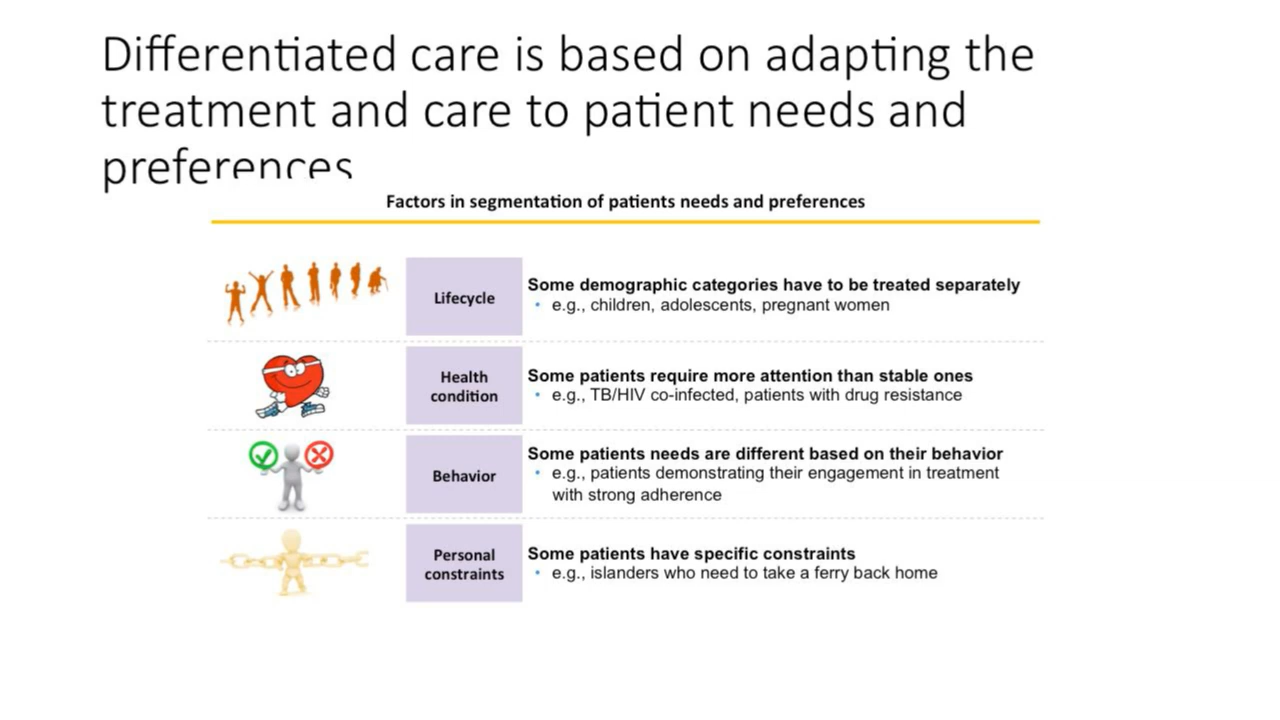 Differentiated care is based on adapting the
treatment and care to patient needs and
preferences
Factors in segmentation of patients needs and preferences
Lifecycle
Some demographic categories have to be treated separately
• e.g., children, adolescents, pregnant women
Health
condition
Some patients require more attention than stable ones
• e.g., TB/HIV co-infected, patients with drug resistance
Behavior
Some patients needs are different based on their behavior
• e.g., patients demonstrating their engagement in treatment
with strong adherence
Personal
constraints
Some patients have specific constraints
• e.g., islanders who need to take a ferry back home